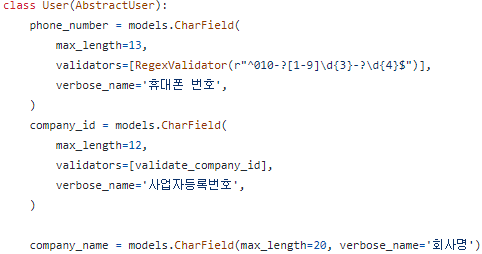 class User(AbstractUser):
    phone_number = models.CharField(
        max_length=13,
        validators=[RegexValidator(r"^010-?[1-9]\d{3}-?\d{4}$")],
        verbose_name='휴대폰 번호',
    )
    company_id = models.CharField(
        max_length=12,
        validators=[validate_company_id],
        verbose_name='사업자등록번호',
    )

    company_name = models.CharField(max_length=20, verbose_name='회사명')